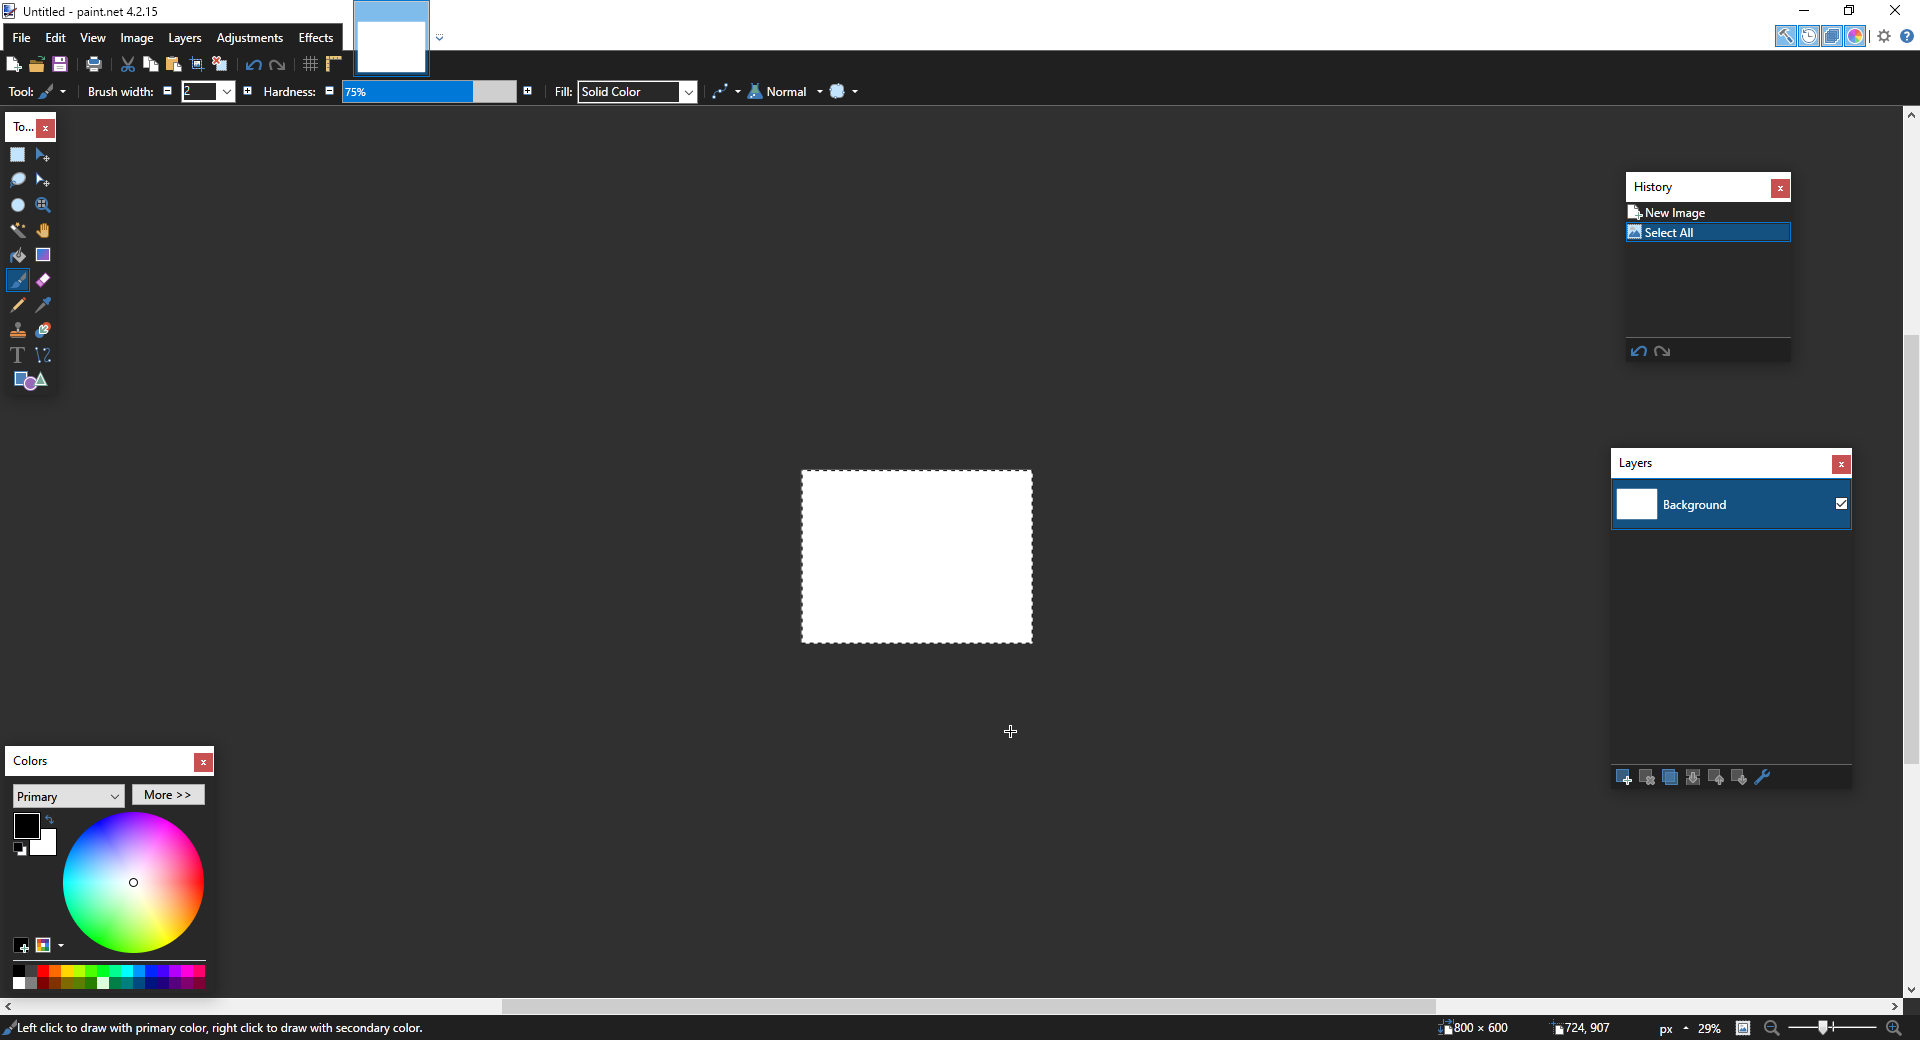 Untitled - paint.net 4.2.15
File Edit View Image Layers Adjustments Effects
Tool: Brush width: 2 Hardness: 75% Fill: Solid Color Normal
To...
History
New Image
Select All
Layers
Background
Colors
Primary More >>
Left click to draw with primary color, right click to draw with secondary color.
800 × 600 724, 907 px 29%